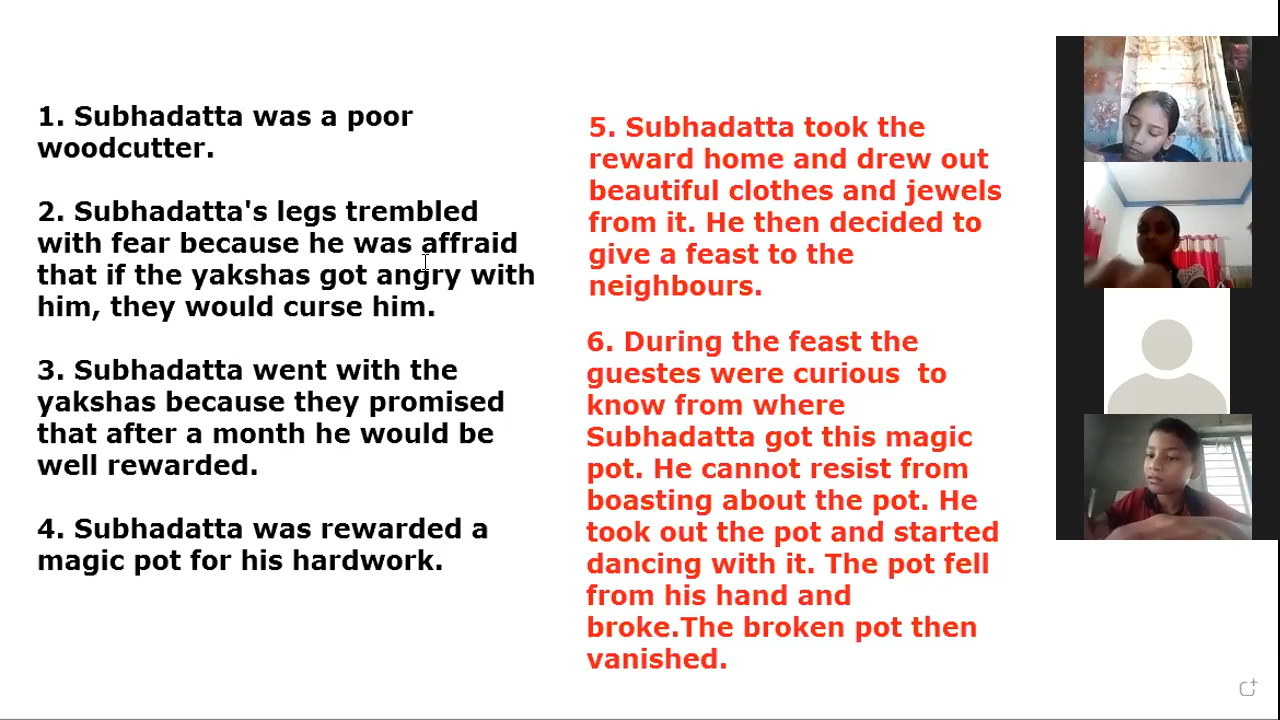 1. Subhadatta was a poor
woodcutter.
2. Subhadatta's legs trembled
with fear because he was affraid
that if the yakshas got angry with
him, they would curse him.
3. Subhadatta went with the
yakshas because they promised
that after a month he would be
well rewarded.
4. Subhadatta was rewarded a
magic pot for his hardwork.
5. Subhadatta took the
reward home and drew out
beautiful clothes and jewels
from it. He then decided to
give a feast to the
neighbours.
6. During the feast the
guestes were curious  to
know from where
Subhadatta got this magic
pot. He cannot resist from
boasting about the pot. He
took out the pot and started
dancing with it. The pot fell
from his hand and
broke.The broken pot then
vanished.